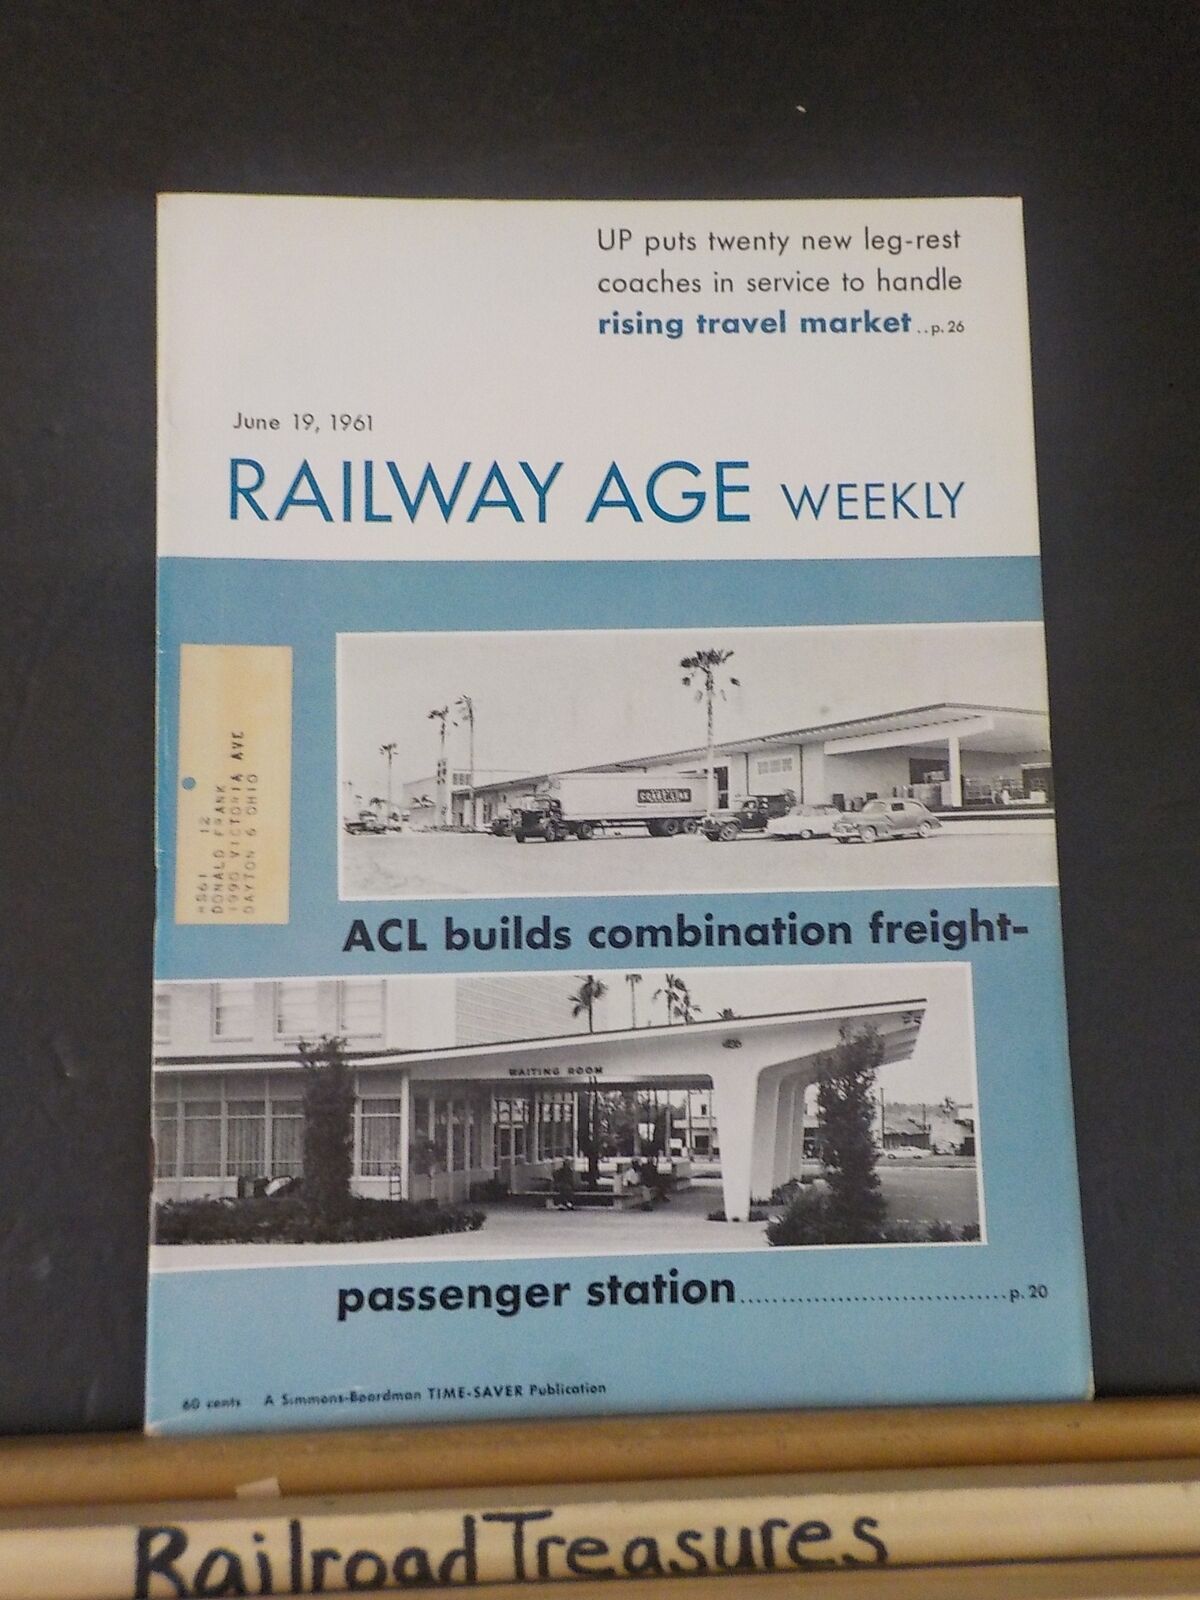 UP puts twenty new leg-rest
coaches in service to handle
rising travel market..p. 26
June 19, 1961
RAILWAY AGE WEEKLY
DONALD FRANK
1990 VICTORIA AVE
DAYTON 6 OHIO
ACL builds combination freight-
WAITING ROOM
passenger station.................................p. 20
60 cents A Simmons-Boardman TIME-SAVER Publication
Railroad Treasures